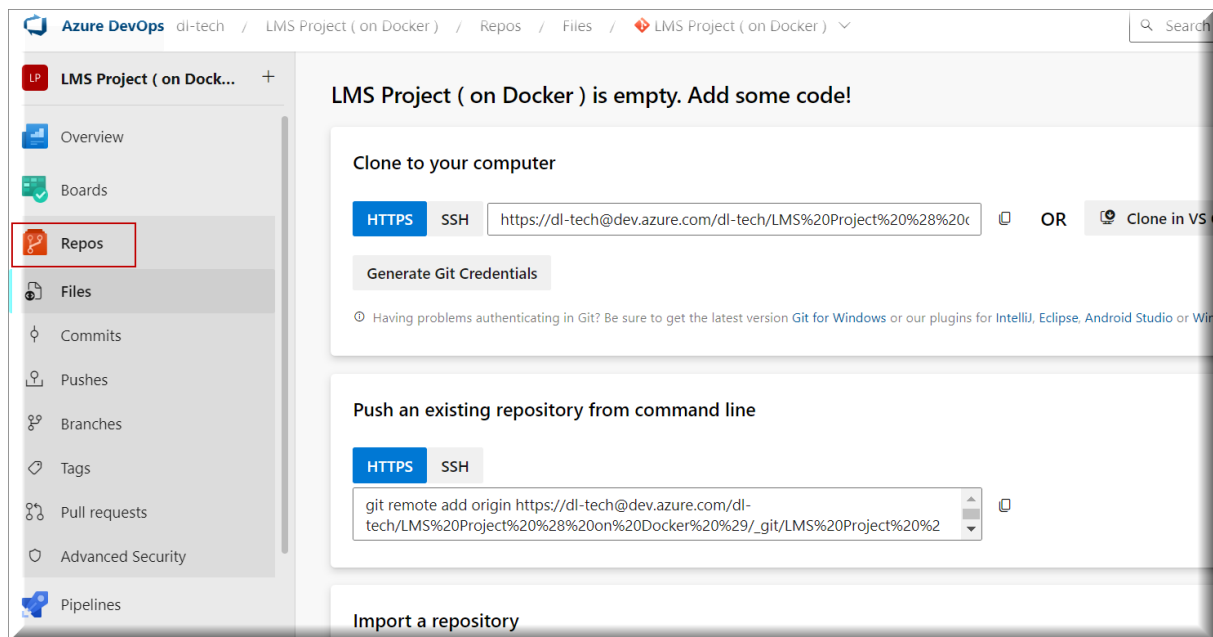 Azure DevOps dl-tech / LMS Project ( on Docker ) / Repos / Files / LMS Project ( on Docker ) Search
LP LMS Project ( on Dock... +
Overview
Boards
Repos
Files
Commits
Pushes
Branches
Tags
Pull requests
Advanced Security
Pipelines
LMS Project ( on Docker ) is empty. Add some code!
Clone to your computer
HTTPS SSH https://dl-tech@dev.azure.com/dl-tech/LMS%20Project%20%28%20 OR Clone in VS
Generate Git Credentials
Having problems authenticating in Git? Be sure to get the latest version Git for Windows or our plugins for IntelliJ, Eclipse, Android Studio or
Push an existing repository from command line
HTTPS SSH
git remote add origin https://dl-tech@dev.azure.com/dl-
tech/LMS%20Project%20%28%20on%20Docker%20%29/_git/LMS%20Project%20%2
Import a repository